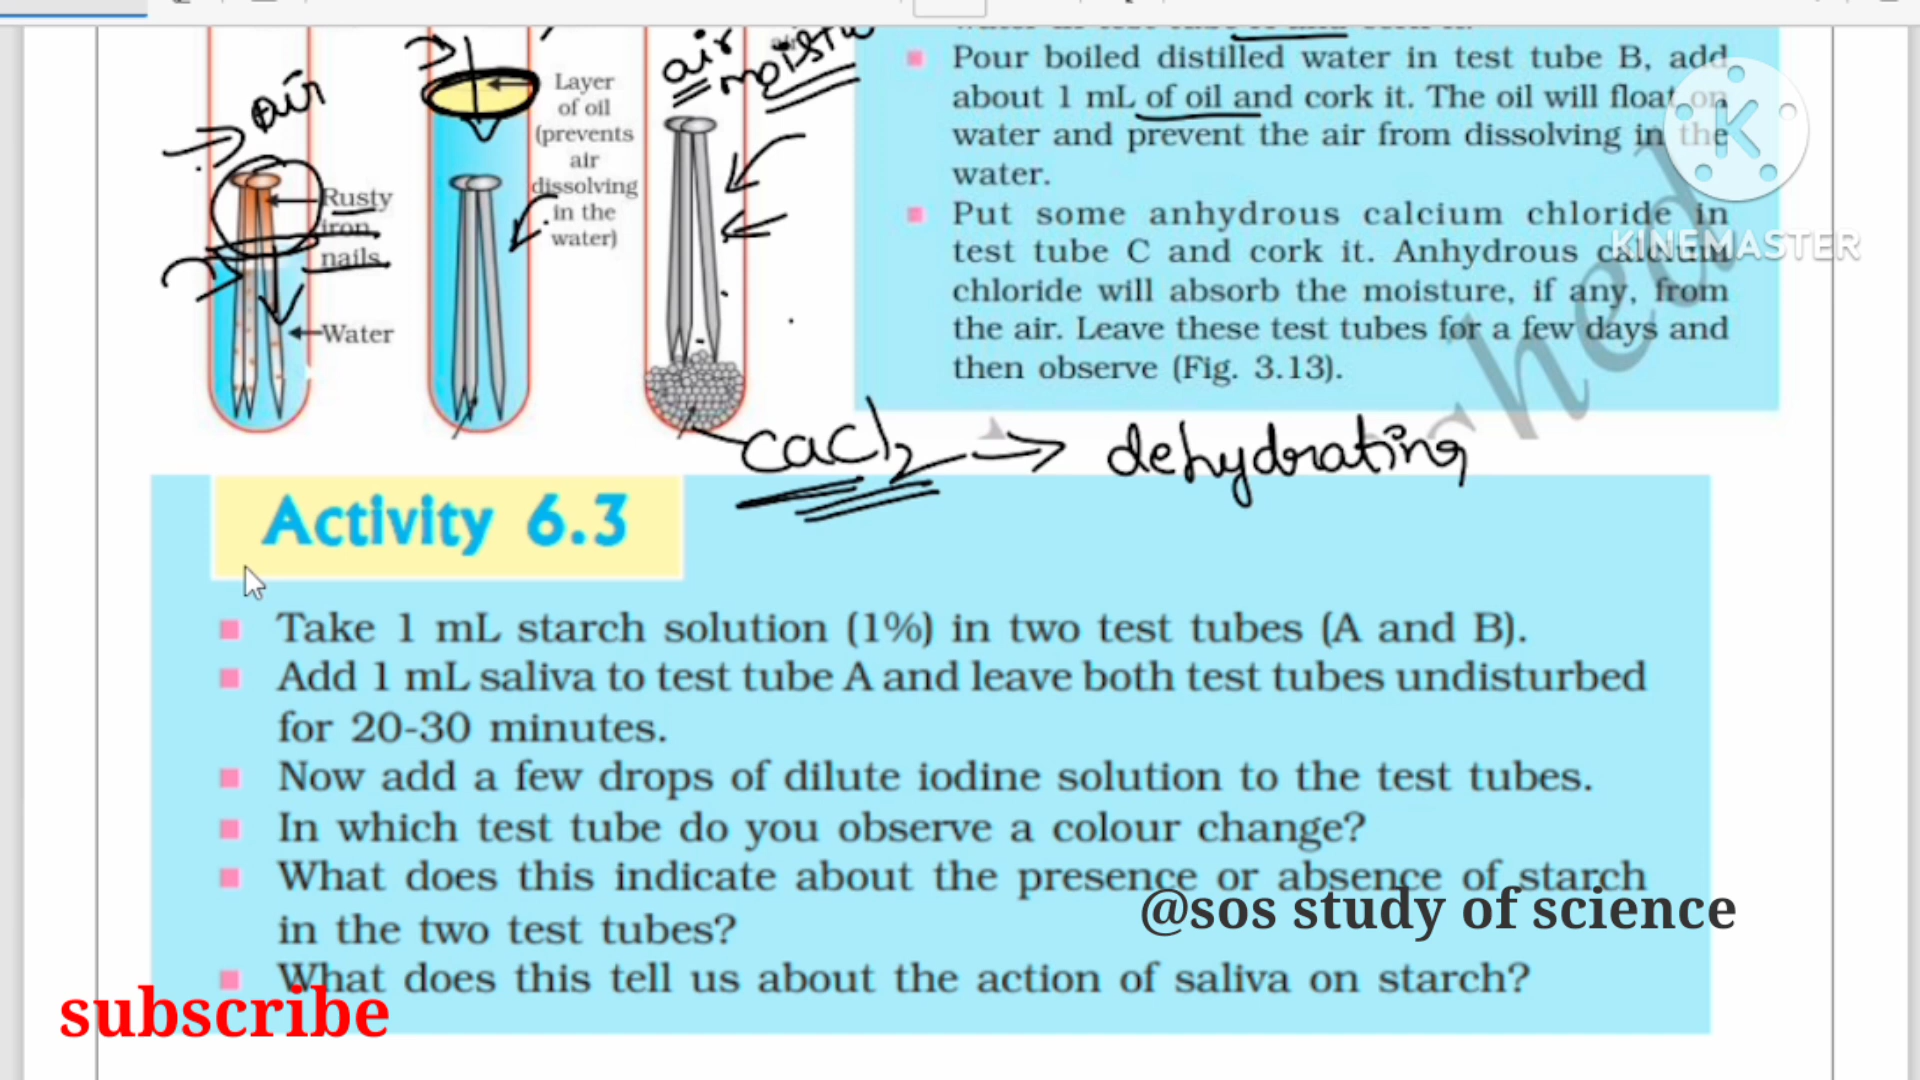 air
Rusty
iron
nails
Water
Layer
of oil
(prevents
air
dissolving
in the
water)
air
Pour boiled distilled water in test tube B, add
about 1 mL of oil and cork it. The oil will float on
water and prevent the air from dissolving in the
water.
Put some anhydrous calcium chloride in
test tube C and cork it. Anhydrous calcium
chloride will absorb the moisture, if any, from
the air. Leave these test tubes for a few days and
then observe (Fig. 3.13).
K
KINEMASTER
CaCl2 → dehydrating
Activity 6.3
Take 1 mL starch solution (1%) in two test tubes (A and B).
Add 1 mL saliva to test tube A and leave both test tubes undisturbed
for 20-30 minutes.
Now add a few drops of dilute iodine solution to the test tubes.
In which test tube do you observe a colour change?
What does this indicate about the presence or absence of starch
in the two test tubes?
What does this tell us about the action of saliva on starch?
@sos study of science
subscribe